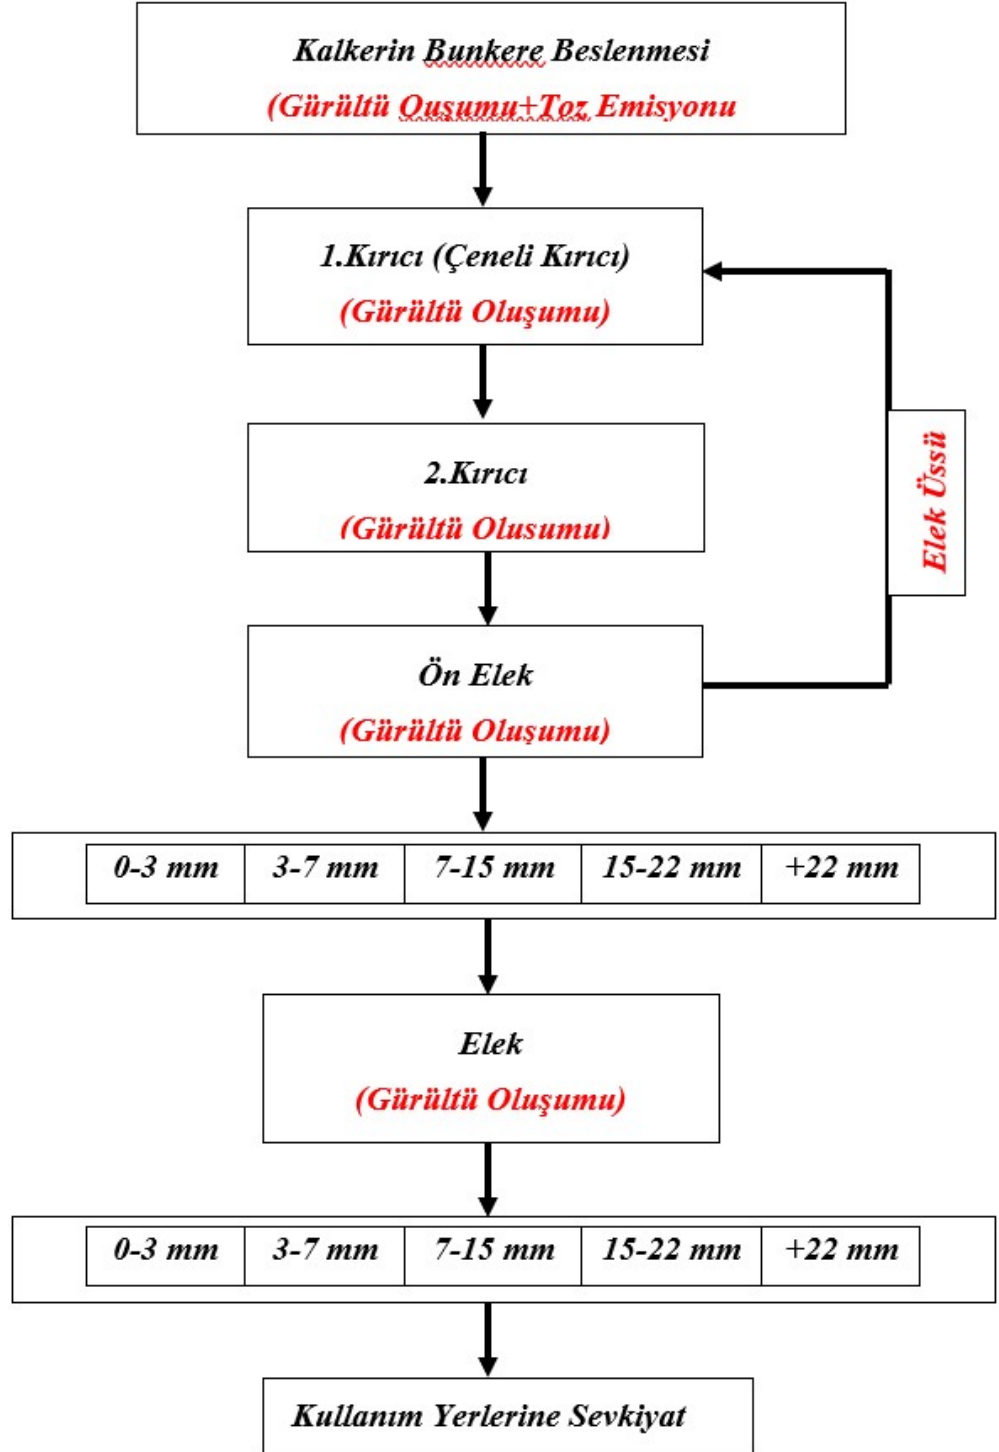 Kalkerin Bunkere Beslenmesi
(Gürültü Ouşumu+Toz Emisyonu
1.Kırıcı (Çeneli Kırıcı)
(Gürültü Oluşumu)
2.Kırıcı
(Gürültü Oluşumu)
Elek Üssü
Ön Elek
(Gürültü Oluşumu)
0-3 mm 3-7 mm 7-15 mm 15-22 mm +22 mm
Elek
(Gürültü Oluşumu)
0-3 mm 3-7 mm 7-15 mm 15-22 mm +22 mm
Kullanım Yerlerine Sevkiyat